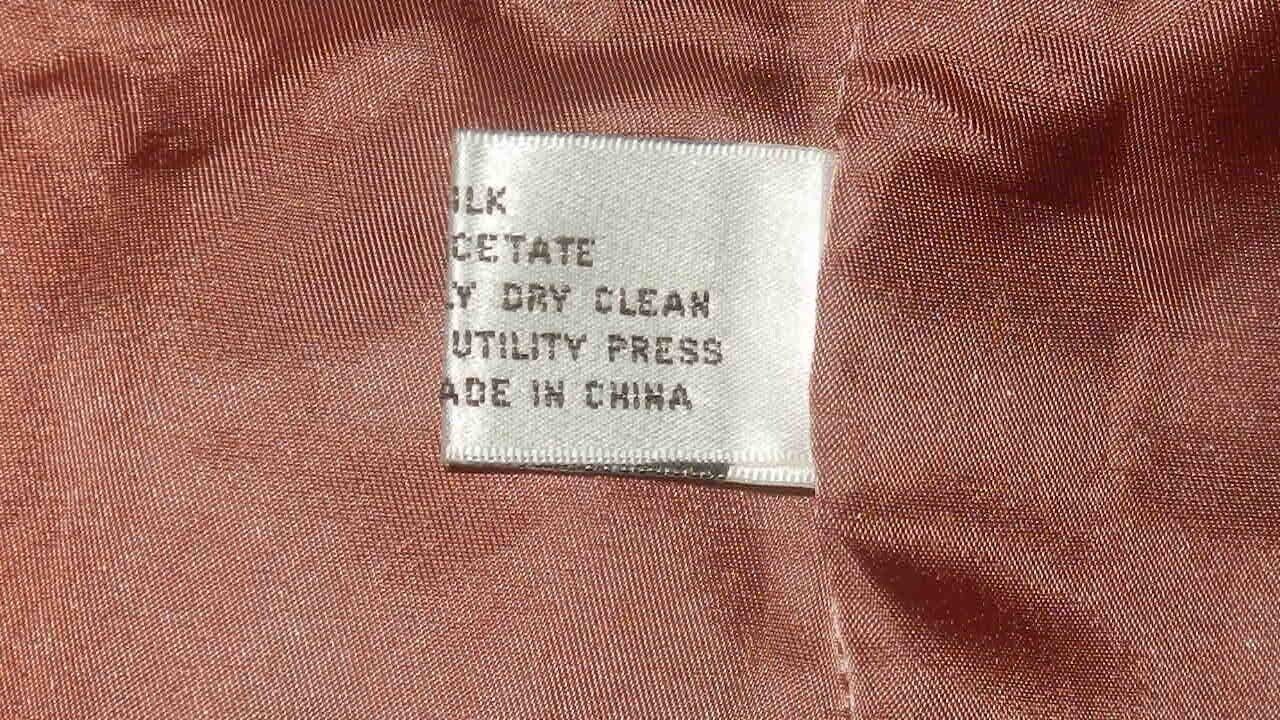 ILK
CETATE
Y DRY CLEAN
UTILITY PRESS
ADE IN CHINA